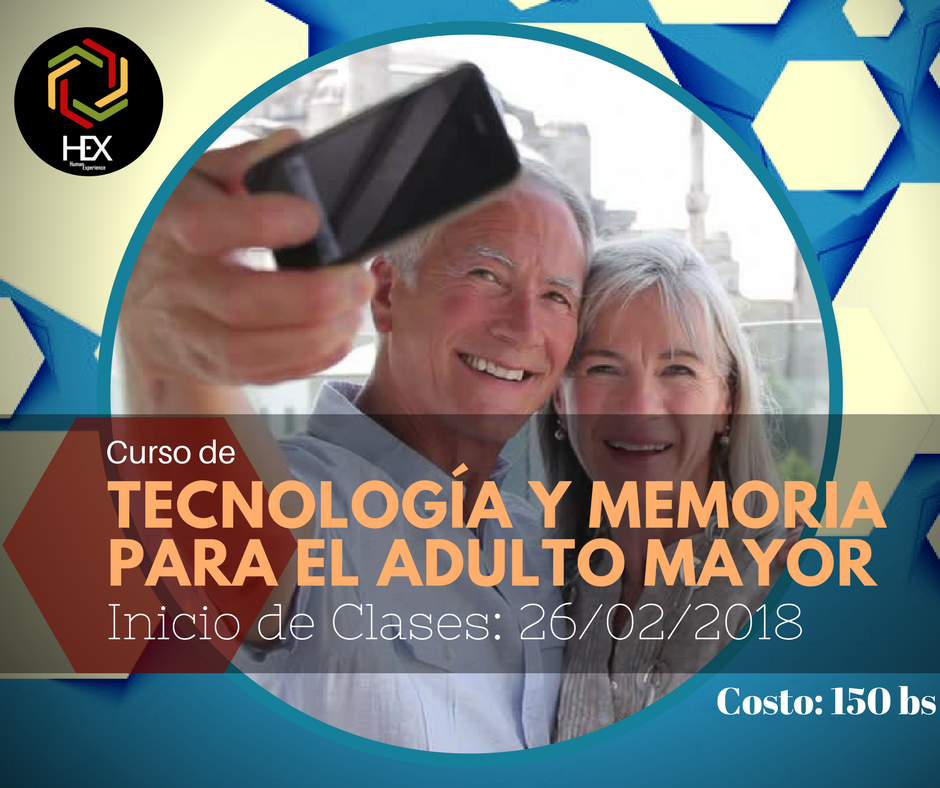 HEX
Human
Experience
Curso de
TECNOLOGÍA Y MEMORIA
PARA EL ADULTO MAYOR
Inicio de Clases: 26/02/2018
Costo: 150 bs